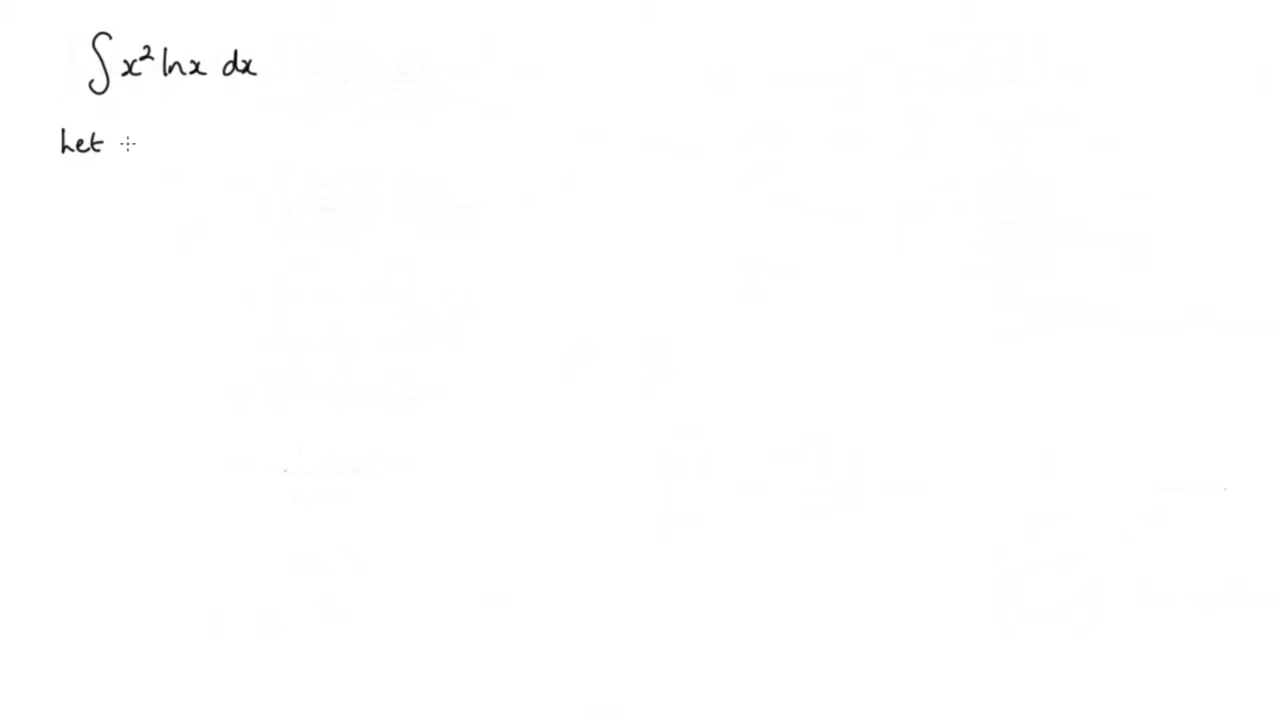 ∫ x² ln x dx
Let